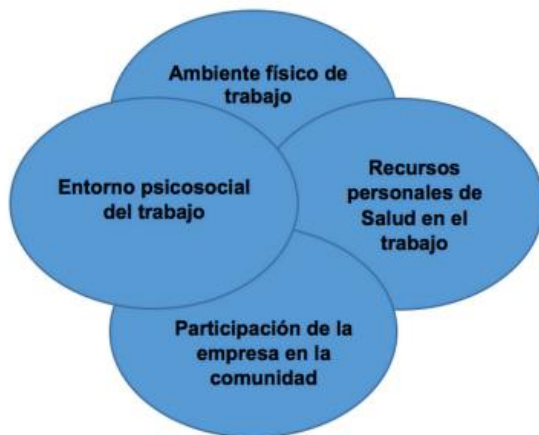 Ambiente físico de
trabajo
Entorno psicosocial
del trabajo
Recursos
personales de
Salud en el
trabajo
Participación de la
empresa en la
comunidad